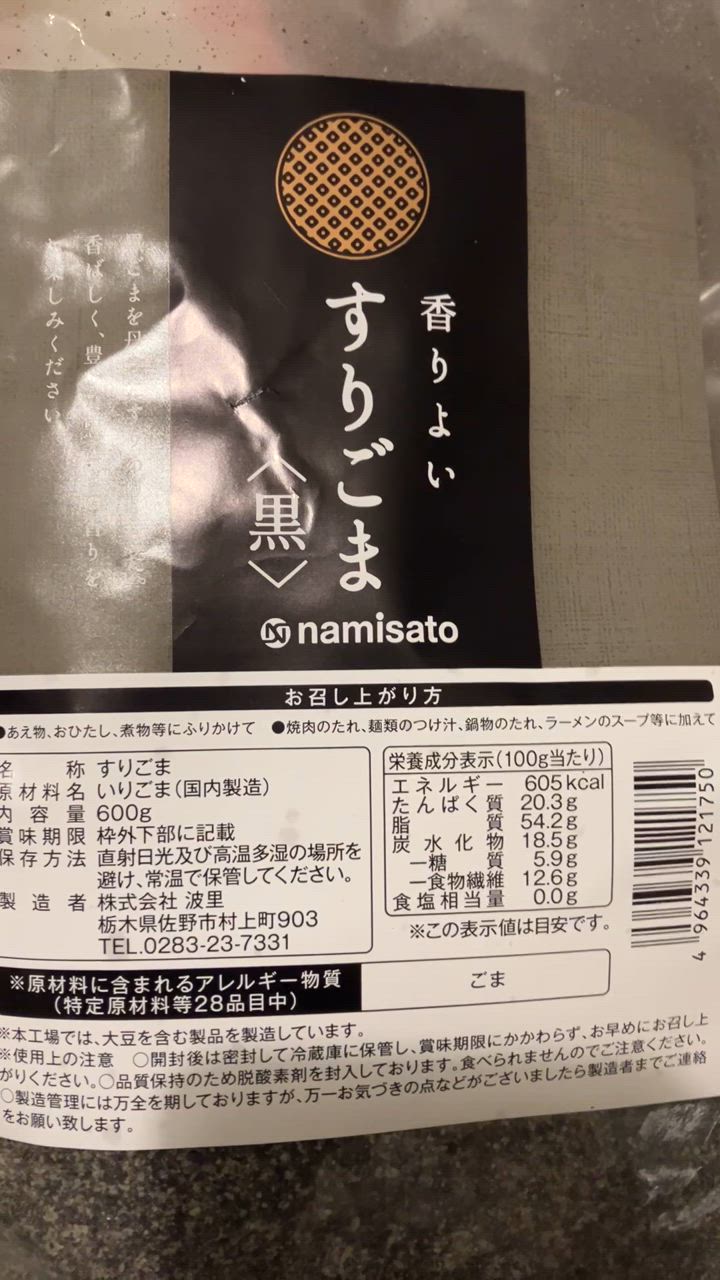 香りよい
すりごま
〈黒〉
namisato
ごまを丹
香ばしく、豊
しみください
お召し上がり方
●あえ物、おひたし、煮物等にふりかけて ●焼肉のたれ、麺類のつけ汁、鍋物のたれ、ラーメンのスープ等に加えて
名称 すりごま
原材料名 いりごま(国内製造)
内容量 600g
賞味期限 枠外下部に記載
保存方法 直射日光及び高温多湿の場所を
避け、常温で保管してください。
製造者 株式会社 波里
栃木県佐野市村上町903
TEL.0283-23-7331
栄養成分表示(100g当たり)
エネルギー 605kcal
たんぱく質 20.3g
脂質 54.2g
炭水化物 18.5g
―糖質 5.9g
―食物繊維 12.6g
食塩相当量 0.0g
※この表示値は目安です。
4 964339 121750
※原材料に含まれるアレルギー物質
(特定原材料等28品目中)
ごま
※本工場では、大豆を含む製品を製造しています。
※使用上の注意 ○開封後は密封して冷蔵庫に保管し、賞味期限にかかわらず、お早めにお召し上
がりください。○品質保持のため脱酸素剤を封入しております。食べられませんのでご注意ください。
○製造管理には万全を期しておりますが、万一お気づきの点などがございましたら製造者までご連絡
をお願い致します。